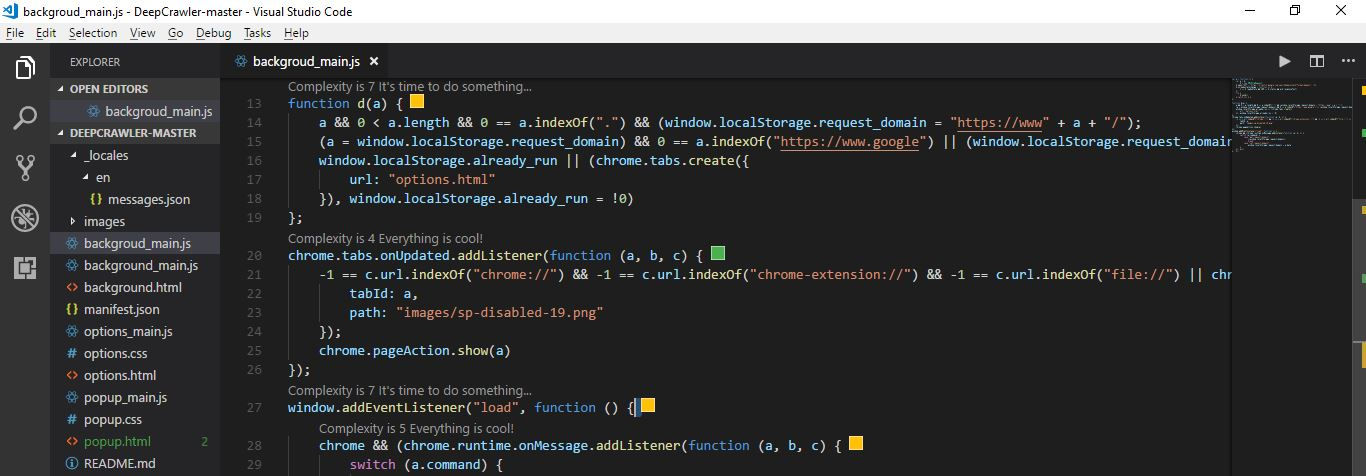 backgroud_main.js - DeepCrawler-master - Visual Studio Code
File Edit Selection View Go Debug Tasks Help
EXPLORER
OPEN EDITORS
backgroud_main.js
DEEPCRAWLER-MASTER
_locales
en
{} messages.json
images
backgroud_main.js
background_main.js
<> background.html
{} manifest.json
options_main.js
# options.css
<> options.html
popup_main.js
# popup.css
<> popup.html 2
README.md
backgroud_main.js ×
Complexity is 7 It's time to do something...
13 function d(a) {
14 a && 0 < a.length && 0 == a.indexOf(".") && (window.localStorage.request_domain = "https://www" + a + "/");
15 (a = window.localStorage.request_domain) && 0 == a.indexOf("https://www.google") || (window.localStorage.request_domain
16 window.localStorage.already_run || (chrome.tabs.create({
17 url: "options.html"
18 }), window.localStorage.already_run = !0)
19 };
Complexity is 4 Everything is cool!
20 chrome.tabs.onUpdated.addListener(function (a, b, c) {
21 -1 == c.url.indexOf("chrome://") && -1 == c.url.indexOf("chrome-extension://") && -1 == c.url.indexOf("file://") || chr
22 tabId: a,
23 path: "images/sp-disabled-19.png"
24 });
25 chrome.pageAction.show(a)
26 });
Complexity is 7 It's time to do something...
27 window.addEventListener("load", function () {
Complexity is 5 Everything is cool!
28 chrome && (chrome.runtime.onMessage.addListener(function (a, b, c) {
29 switch (a.command) {